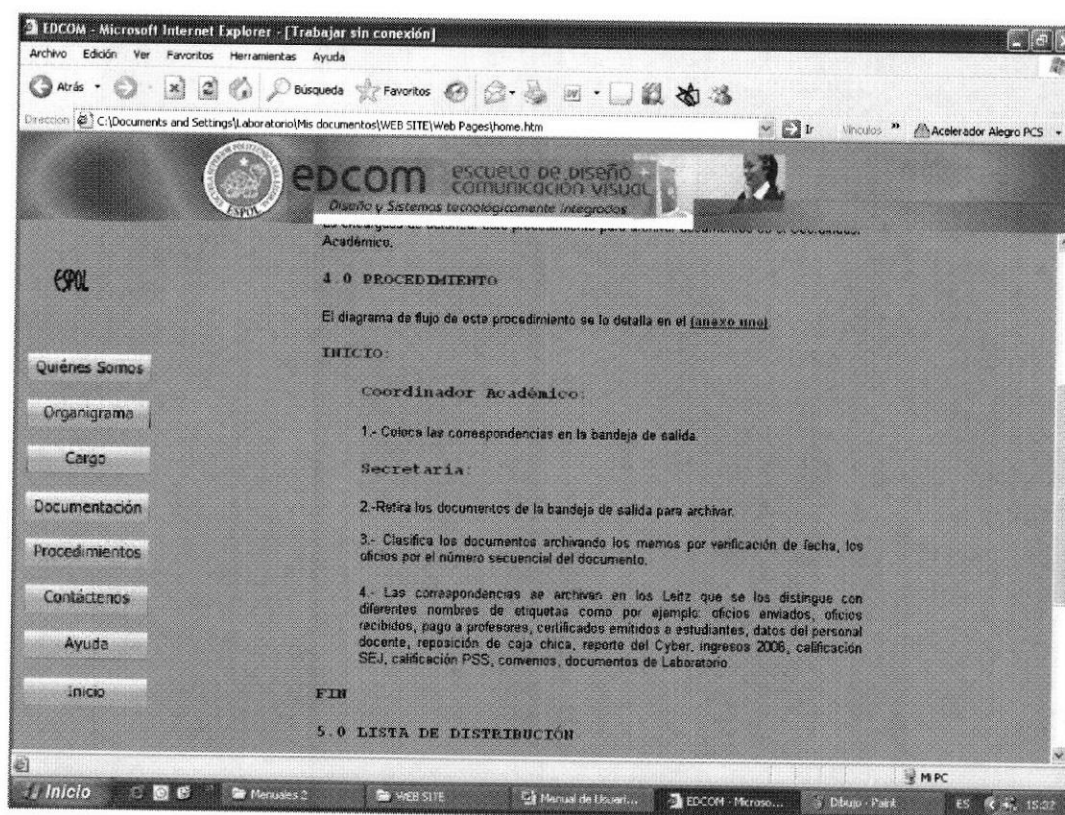 EDCOM - Microsoft Internet Explorer - [Trabajar sin conexión]
Archivo Edición Ver Favoritos Herramientas Ayuda
Atrás Búsqueda Favoritos
Dirección C:\Documents and Settings\Laboratorio\Mis documentos\WEB SITE\Web Pages\home.htm Ir Vínculos » Acelerador Alegro PCS
ESPOL
EDCOM escuela de diseño
comunicación visual
Diseño y Sistemas tecnológicamente integrados
Académico.
ESPOL
4.0 PROCEDIMIENTO
El diagrama de flujo de este procedimiento se lo detalla en el (anexo uno).
INICIO:
Quiénes Somos
Organigrama
Cargo
Documentación
Procedimientos
Contáctenos
Ayuda
Inicio
Coordinador Académico:
1.- Coloca las correspondencias en la bandeja de salida.
Secretaria:
2.-Retira los documentos de la bandeja de salida para archivar.
3.- Clasifica los documentos archivando los memos por verificación de fecha, los
oficios por el número secuencial del documento.
4.- Las correspondencias se archivan en los Leitz que se los distingue con
diferentes nombres de etiquetas como por ejemplo: oficios enviados, oficios
recibidos, pago a profesores, certificados emitidos a estudiantes, datos del personal
docente, reposición de caja chica, reporte del Cyber, ingresos 2006, calificación
SEJ, calificación PSS, convenios, documentos de Laboratorio.
FIN
5.0 LISTA DE DISTRIBUCIÓN
Mi PC
Inicio Manuales 2 WEB SITE Manual de Usuari... EDCOM - Microso... Dibujo - Paint ES 15:32